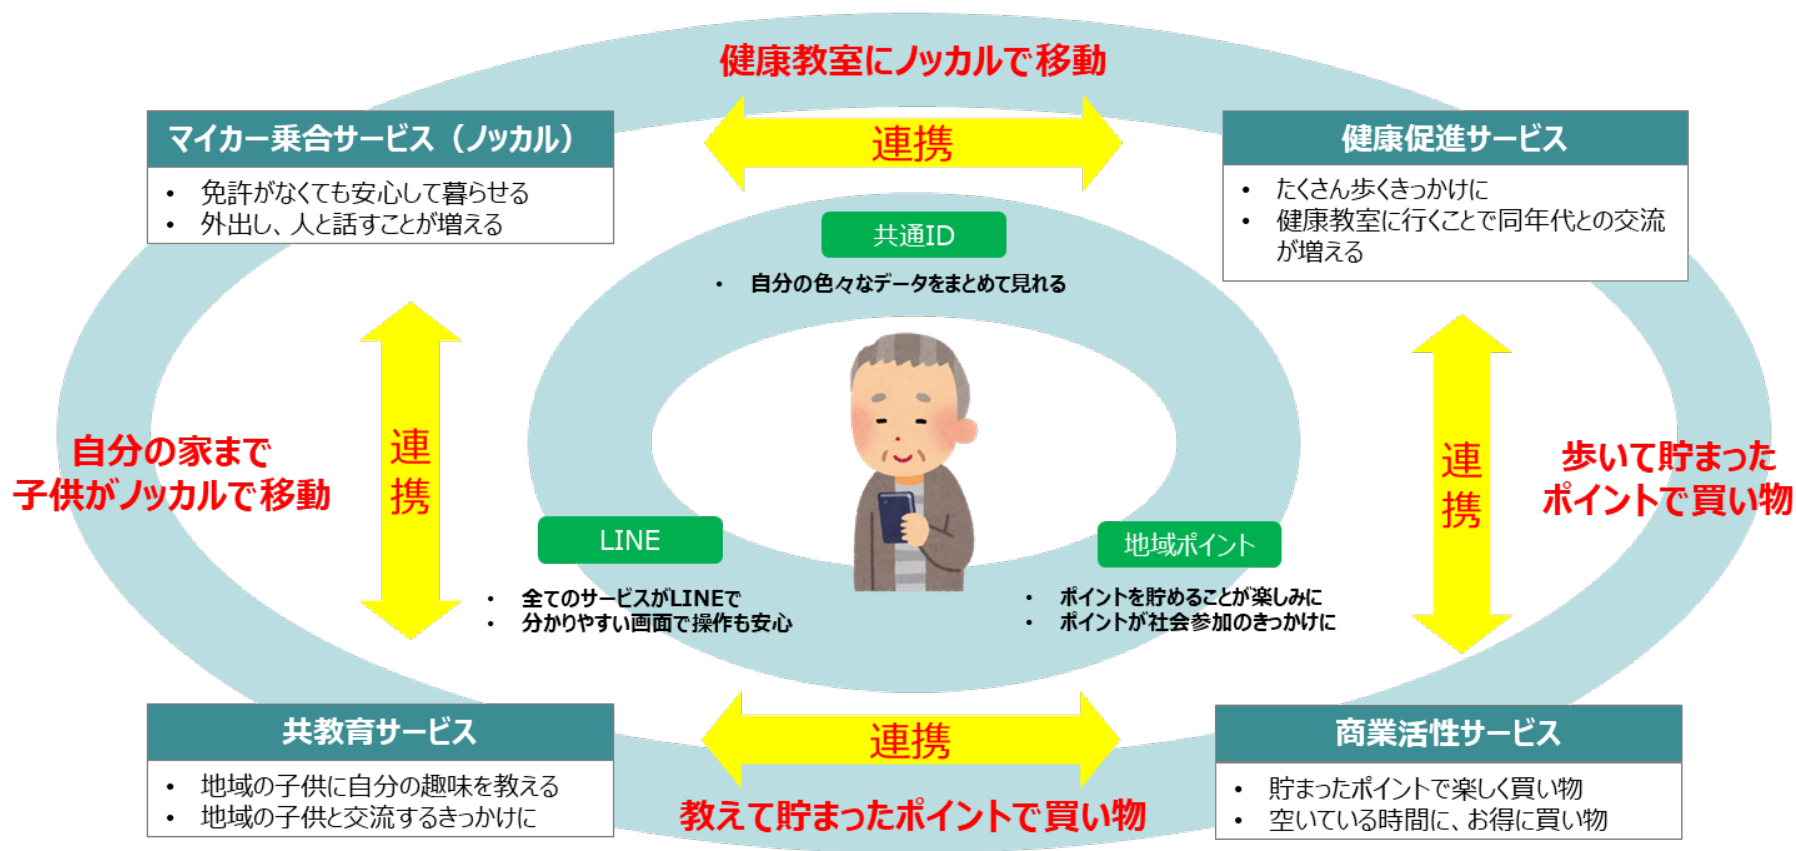 健康教室にノッカルで移動
マイカー乗合サービス（ノッカル）
• 免許がなくても安心して暮らせる
• 外出し、人と話すことが増える
連携
健康促進サービス
• たくさん歩くきっかけに
• 健康教室に行くことで同年代との交流
が増える
共通ID
• 自分の色々なデータをまとめて見れる
自分の家まで
子供がノッカルで移動
連携
連携
歩いて貯まった
ポイントで買い物
LINE
• 全てのサービスがLINEで
• 分かりやすい画面で操作も安心
地域ポイント
• ポイントを貯めることが楽しみに
• ポイントが社会参加のきっかけに
共教育サービス
• 地域の子供に自分の趣味を教える
• 地域の子供と交流するきっかけに
連携
教えて貯まったポイントで買い物
商業活性サービス
• 貯まったポイントで楽しく買い物
• 空いている時間に、お得に買い物